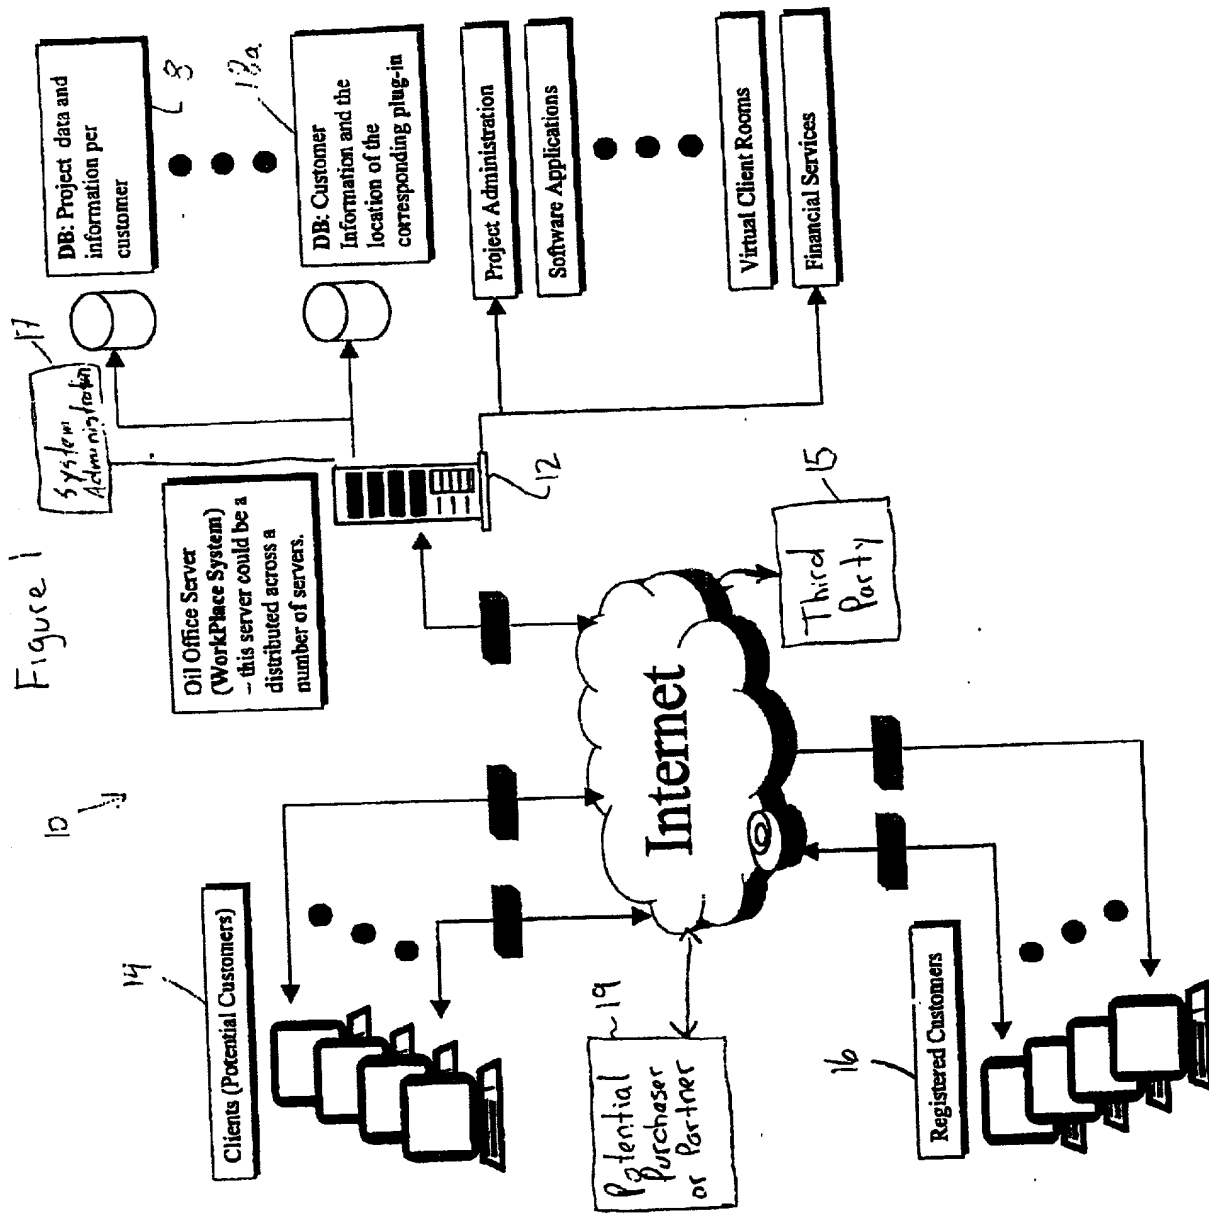 Figure 1
10
14
Clients (Potential Customers)
Oil Office Server
(WorkPlace System)
– this server could be a
distributed across a
number of servers.
System
Administration
17
DB: Project data and
information per
customer
8
DB: Customer
Information and the
location of the
corresponding plug-in
18a
12
Project Administration
Software Applications
Virtual Client Rooms
Financial Services
Internet
Third
Party
15
Potential
Purchaser
or Partner
19
16
Registered Customers